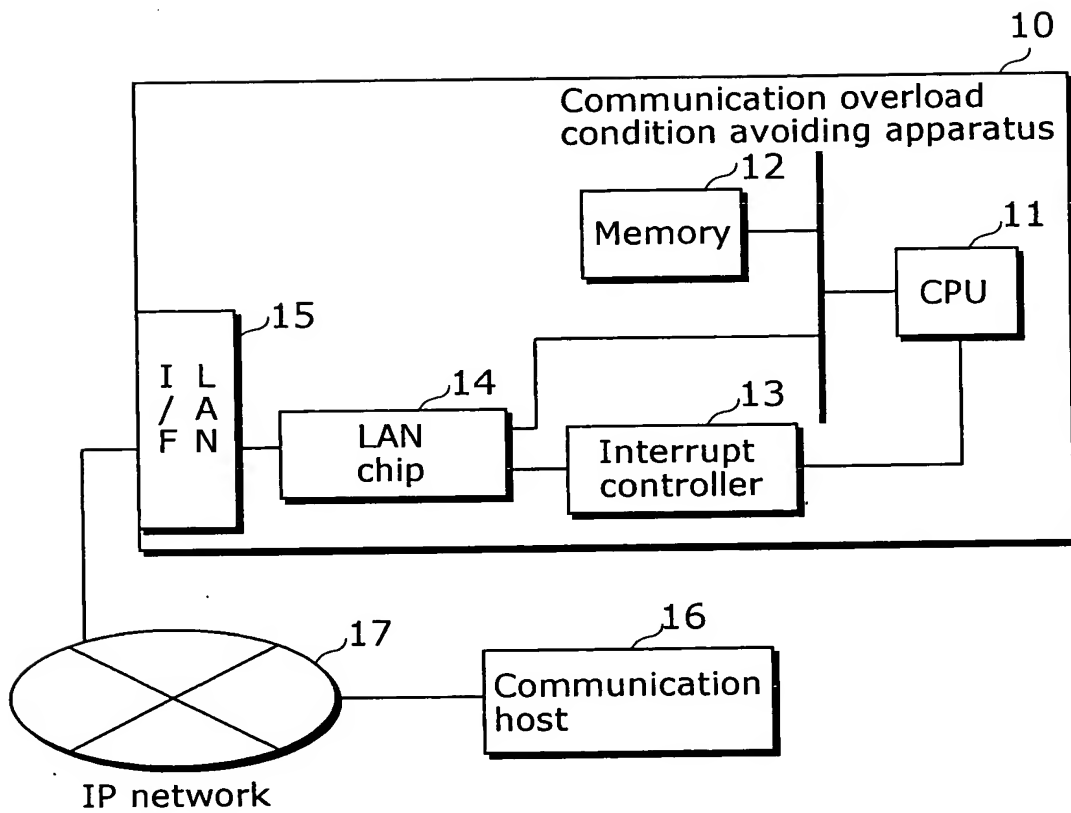 10
Communication overload
condition avoiding apparatus
12
Memory
11
CPU
15
LAN
I/F
14
LAN
chip
13
Interrupt
controller
17
IP network
16
Communication
host